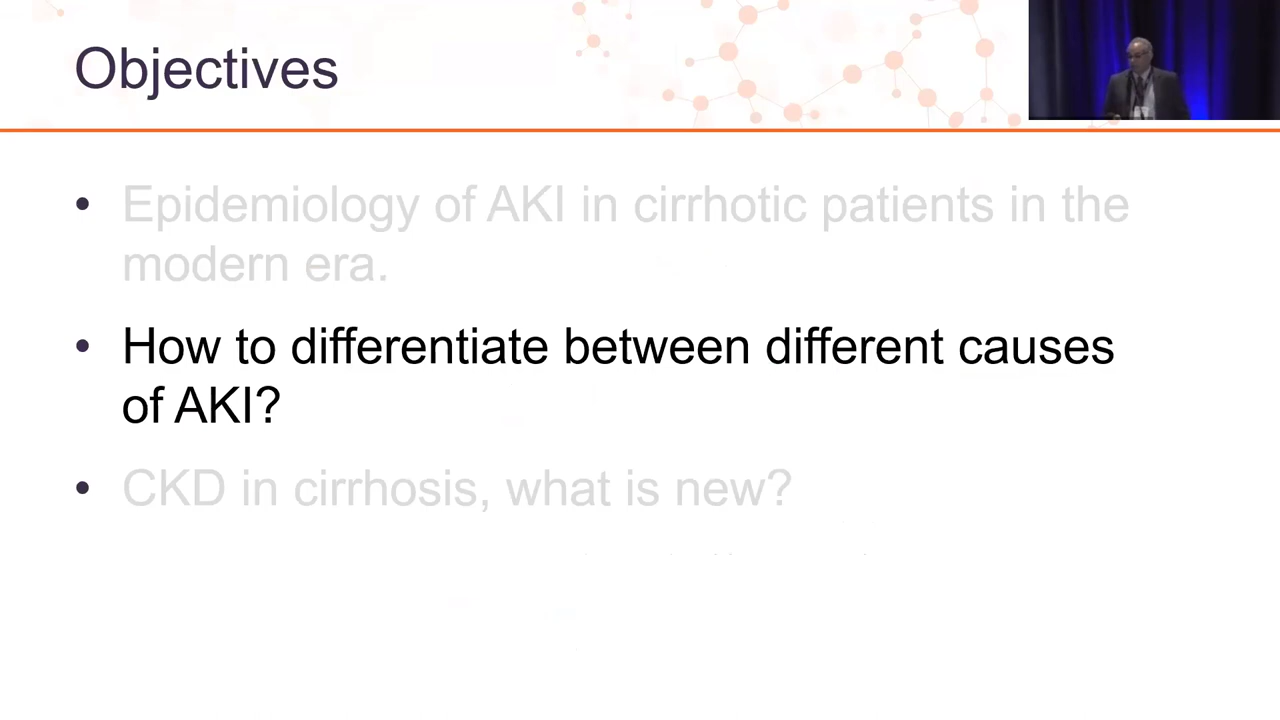 Objectives
• Epidemiology of AKI in cirrhotic patients in the
modern era.
• How to differentiate between different causes
of AKI?
• CKD in cirrhosis, what is new?